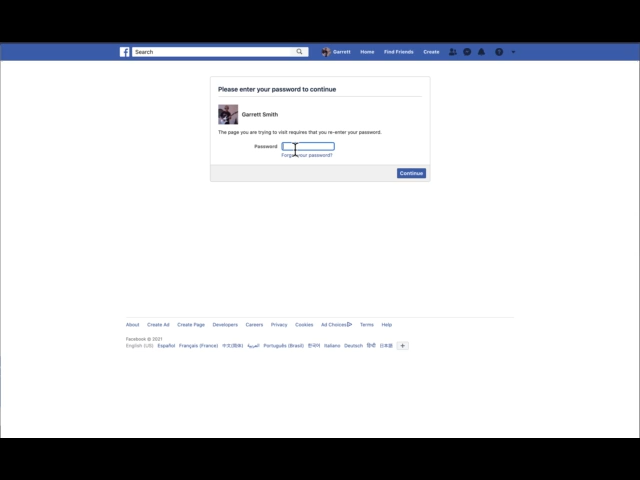 f Search Garrett Home Find Friends Create
Please enter your password to continue
Garrett Smith
The page you are trying to visit requires that you re-enter your password.
Password
Forgot your password?
Continue
About Create Ad Create Page Developers Careers Privacy Cookies Ad Choices Terms Help
Facebook © 2021
English (US) Español Français (France) 中文(简体) العربية Português (Brasil) 한국어 Italiano Deutsch हिन्दी 日本語 +